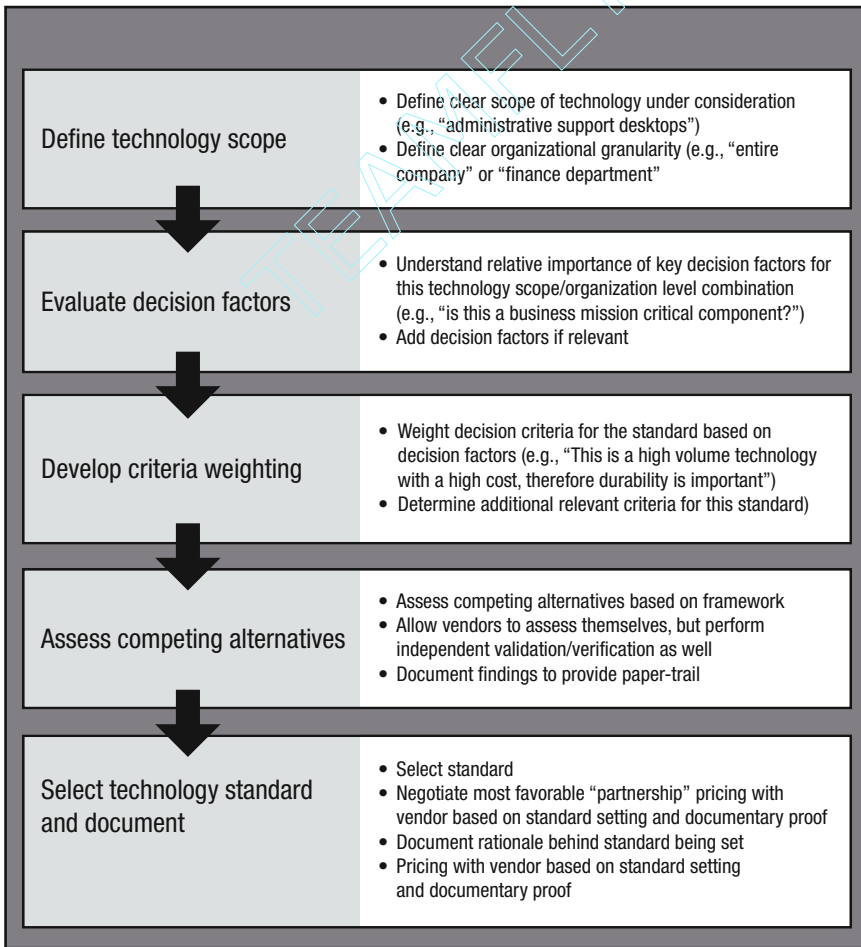 TEAMFLY
Define technology scope
• Define clear scope of technology under consideration
(e.g., “administrative support desktops”)
• Define clear organizational granularity (e.g., “entire
company” or “finance department”
Evaluate decision factors
• Understand relative importance of key decision factors for
this technology scope/organization level combination
(e.g., “is this a business mission critical component?”)
• Add decision factors if relevant
Develop criteria weighting
• Weight decision criteria for the standard based on
decision factors (e.g., “This is a high volume technology
with a high cost, therefore durability is important”)
• Determine additional relevant criteria for this standard)
Assess competing alternatives
• Assess competing alternatives based on framework
• Allow vendors to assess themselves, but perform
independent validation/verification as well
• Document findings to provide paper-trail
Select technology standard
and document
• Select standard
• Negotiate most favorable “partnership” pricing with
vendor based on standard setting and documentary proof
• Document rationale behind standard being set
• Pricing with vendor based on standard setting
and documentary proof